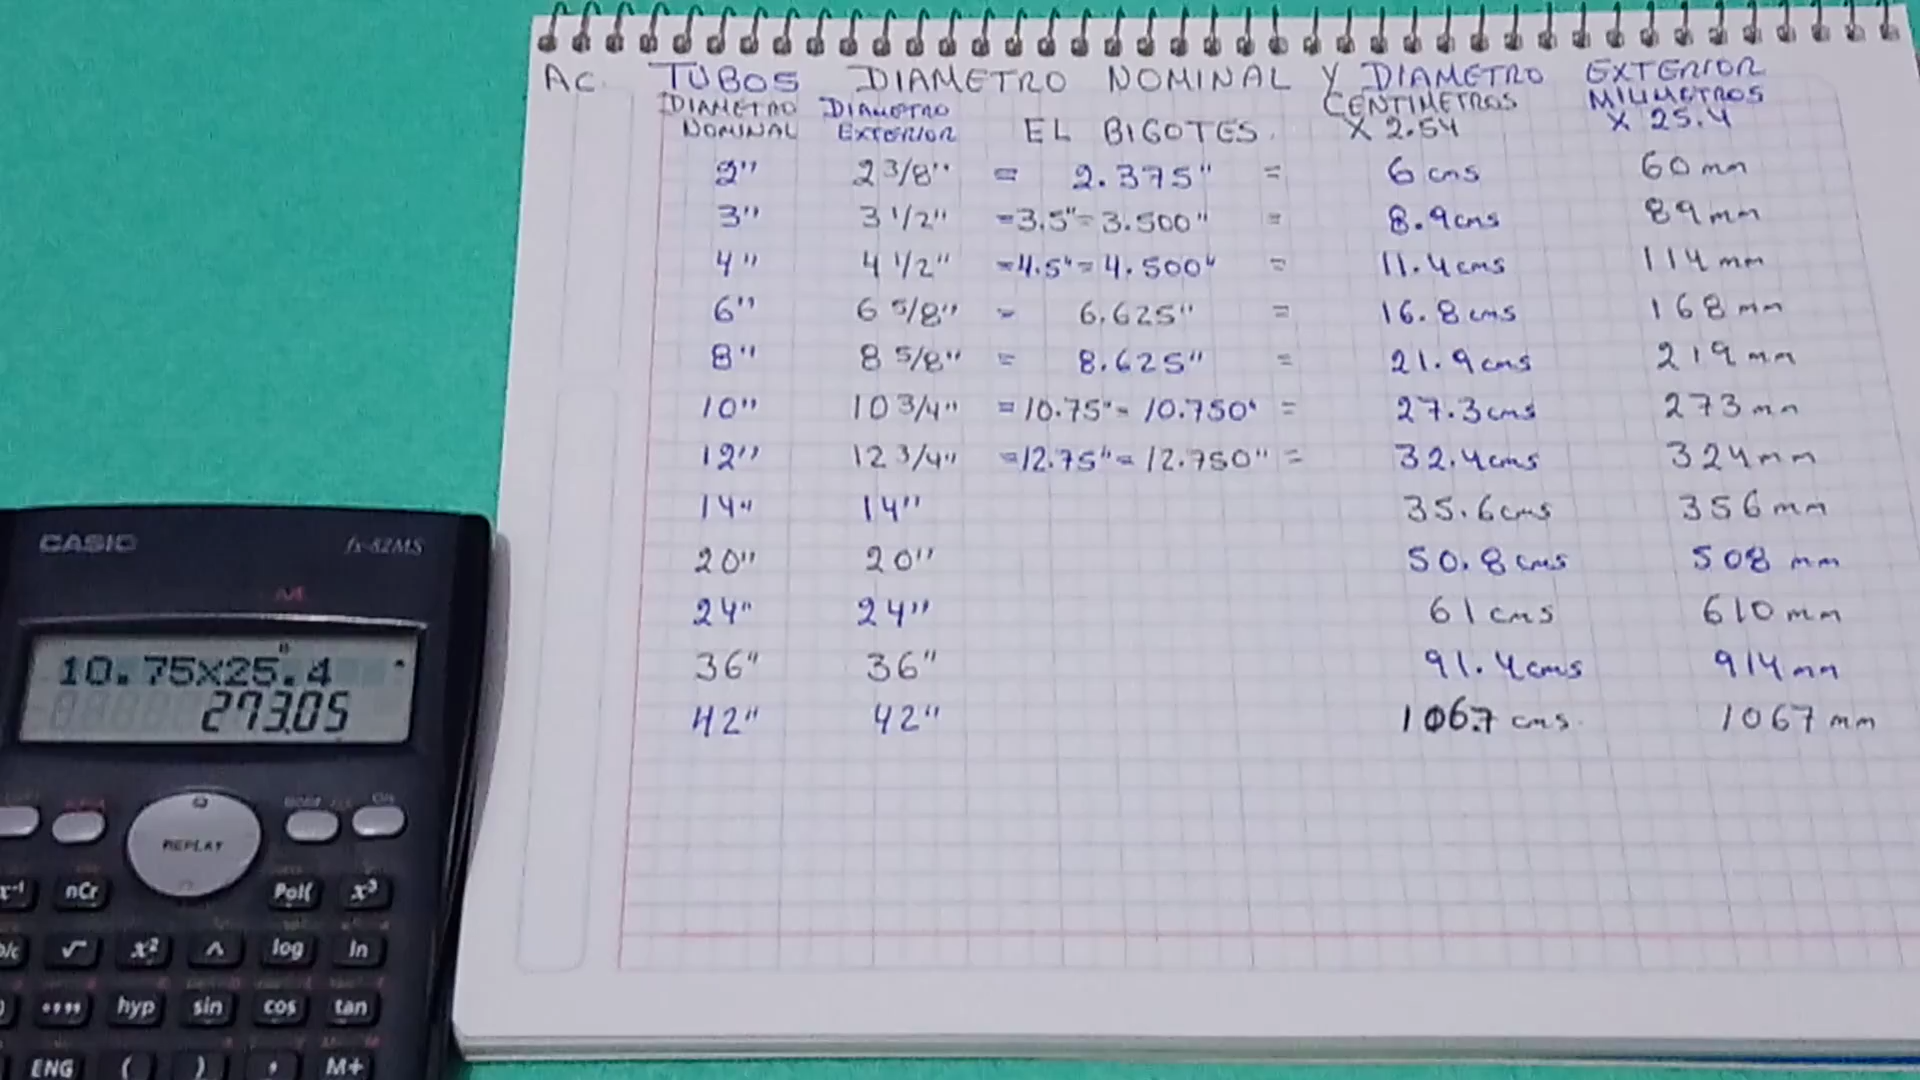 AC. TUBOS DIAMETRO NOMINAL Y DIAMETRO EXTERIOR
DIAMETRO NOMINAL DIAMETRO EXTERIOR EL BIGOTES. CENTIMETROS X 2.54 MILIMETROS X 25.4
2" 2 3/8" = 2.375" = 6 cms 60 mm
3" 3 1/2" =3.5"= 3.500" = 8.9 cms 89 mm
4" 4 1/2" =4.5"= 4.500" = 11.4 cms 114 mm
6" 6 5/8" = 6.625" = 16.8 cms 168 mm
8" 8 5/8" = 8.625" = 21.9 cms 219 mm
10" 10 3/4" =10.75"= 10.750" = 27.3 cms 273 mm
12" 12 3/4" =12.75"= 12.750" = 32.4 cms 324 mm
14" 14" 35.6 cms 356 mm
20" 20" 50.8 cms 508 mm
24" 24" 61 cms 610 mm
36" 36" 91.4 cms 914 mm
42" 42" 106.7 cms. 1067 mm
CASIO fx-82MS
M
10.75×25.4
273.05
REPLAY
x-1 nCr Pol( x³
b/c √ x² ^ log ln
hyp sin cos tan
ENG ( ) , M+